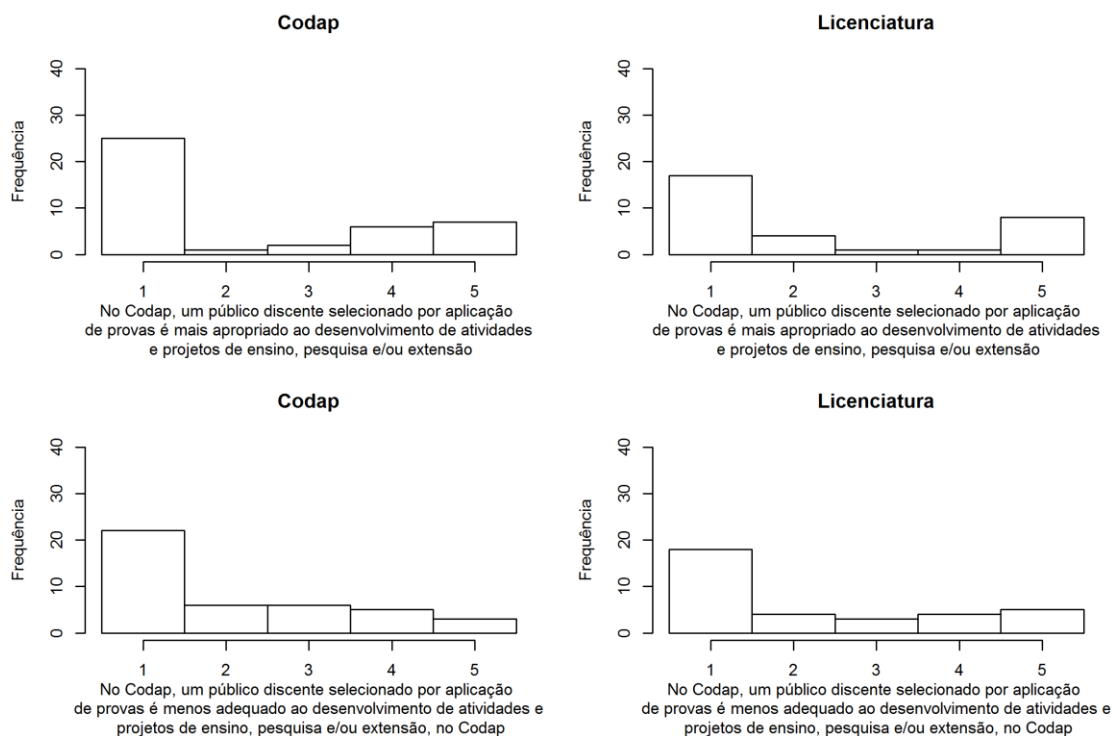 Codap
Frequência
40
30
20
10
0
1 2 3 4 5
No Codap, um público discente selecionado por aplicação
de provas é mais apropriado ao desenvolvimento de atividades
e projetos de ensino, pesquisa e/ou extensão
Licenciatura
Frequência
40
30
20
10
0
1 2 3 4 5
No Codap, um público discente selecionado por aplicação
de provas é mais apropriado ao desenvolvimento de atividades
e projetos de ensino, pesquisa e/ou extensão
Codap
Frequência
40
30
20
10
0
1 2 3 4 5
No Codap, um público discente selecionado por aplicação
de provas é menos adequado ao desenvolvimento de atividades e
projetos de ensino, pesquisa e/ou extensão, no Codap
Licenciatura
Frequência
40
30
20
10
0
1 2 3 4 5
No Codap, um público discente selecionado por aplicação
de provas é menos adequado ao desenvolvimento de atividades e
projetos de ensino, pesquisa e/ou extensão, no Codap